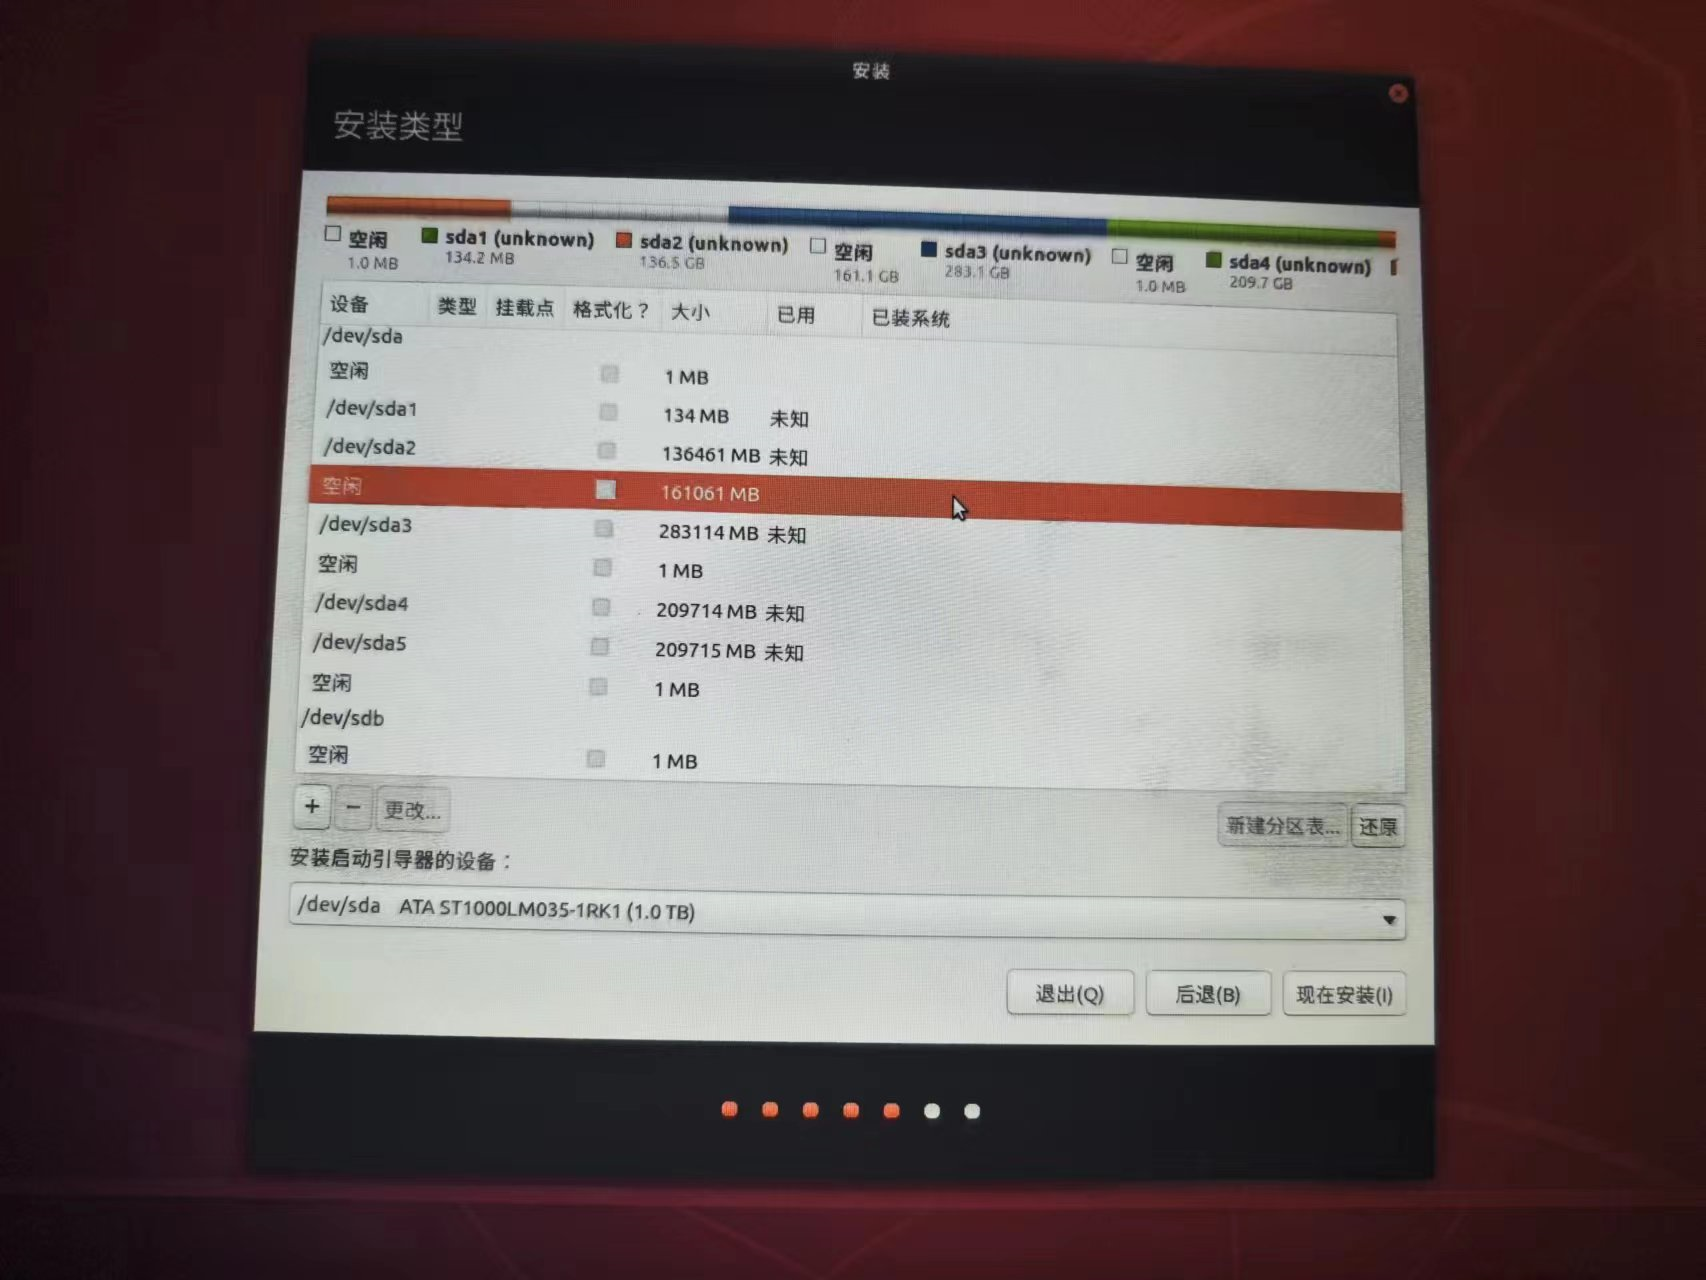 安装
安装类型
空闲 sda1 (unknown) sda2 (unknown) 空闲 sda3 (unknown) 空闲 sda4 (unknown)
1.0 MB 134.2 MB 136.5 GB 161.1 GB 283.1 GB 1.0 MB 209.7 GB
设备 类型 挂载点 格式化？ 大小 已用 已装系统
/dev/sda
空闲 1 MB
/dev/sda1 134 MB 未知
/dev/sda2 136461 MB 未知
空闲 161061 MB
/dev/sda3 283114 MB 未知
空闲 1 MB
/dev/sda4 209714 MB 未知
/dev/sda5 209715 MB 未知
空闲 1 MB
/dev/sdb
空闲 1 MB
+ − 更改... 新建分区表... 还原
安装启动引导器的设备：
/dev/sda ATA ST1000LM035-1RK1 (1.0 TB)
退出(Q) 后退(B) 现在安装(I)